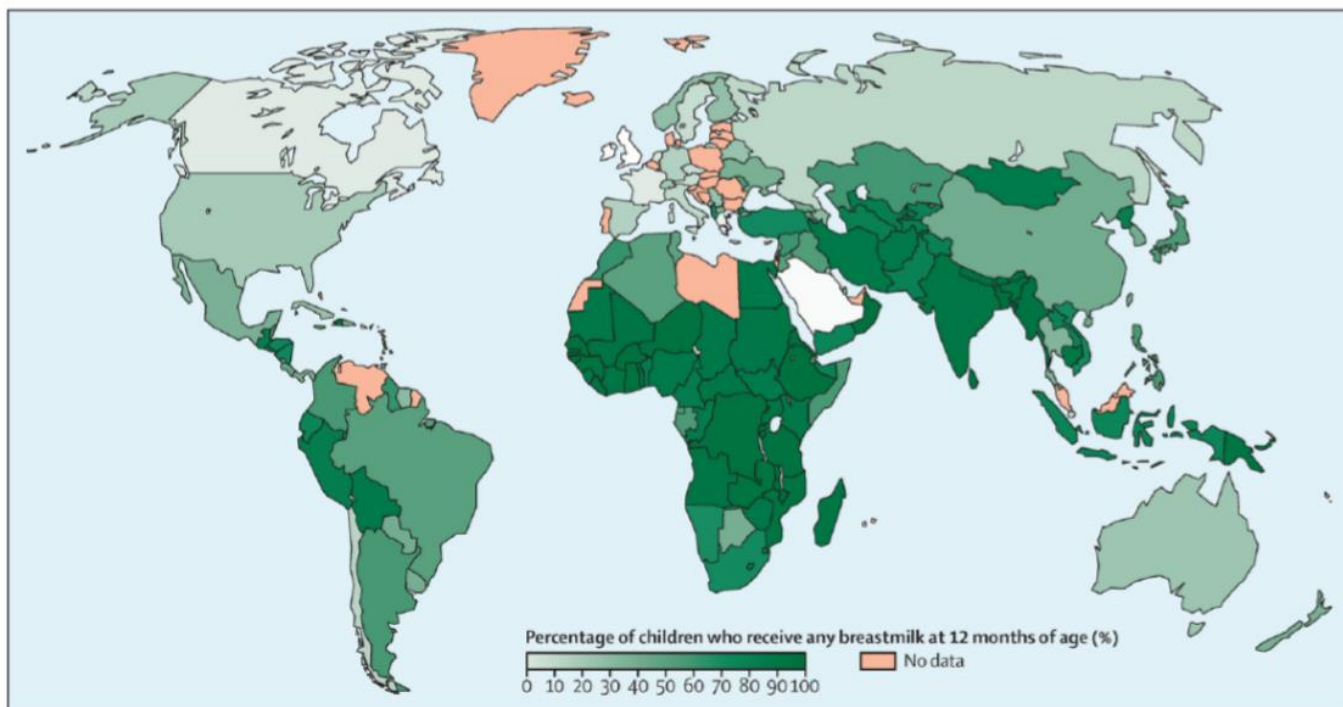 Percentage of children who receive any breastmilk at 12 months of age (%)
No data
0 10 20 30 40 50 60 70 80 90 100